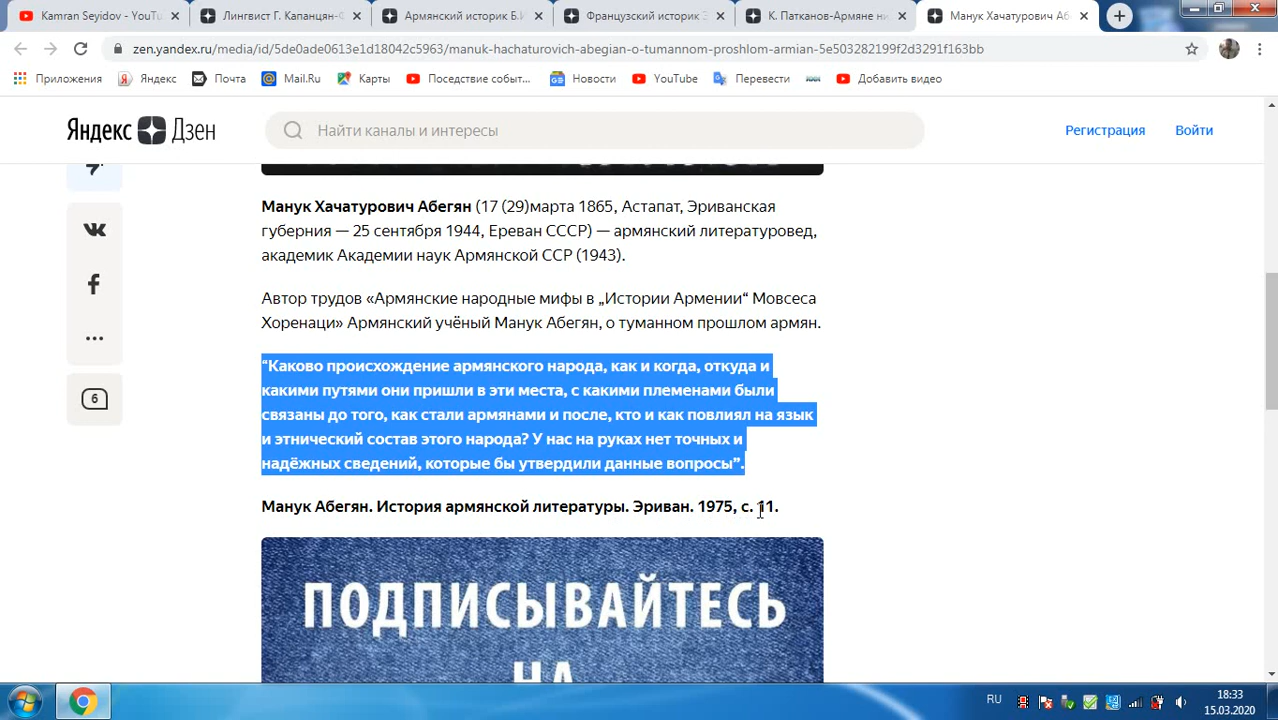 Kamran Seyidov - YouTu
Лингвист Г. Капанцян-
Армянский историк Б.
Французский историк
К. Патканов-Армяне ни
Манук Хачатурович Аб
zen.yandex.ru/media/id/5de0ade0613e1d18042c5963/manuk-hachaturovich-abegian-o-tumannom-proshlom-armian-5e503282199f2d3291f163bb
Приложения Яндекс Почта Mail.Ru Карты Поседствие событ... Новости YouTube Перевести Добавить видео
Яндекс Дзен
Найти каналы и интересы
Регистрация
Войти
Манук Хачатурович Абегян (17 (29)марта 1865, Астапат, Эриванская
губерния — 25 сентября 1944, Ереван СССР) — армянский литературовед,
академик Академии наук Армянской ССР (1943).
Автор трудов «Армянские народные мифы в „Истории Армении“ Мовсеса
Хоренаци» Армянский учёный Манук Абегян, о туманном прошлом армян.
“Каково происхождение армянского народа, как и когда, откуда и
какими путями они пришли в эти места, с какими племенами были
связаны до того, как стали армянами и после, кто и как повлиял на язык
и этнический состав этого народа? У нас на руках нет точных и
надёжных сведений, которые бы утвердили данные вопросы”.
6
Манук Абегян. История армянской литературы. Эриван. 1975, с. 11.
ПОДПИСЫВАЙТЕСЬ
НА
RU
18:33
15.03.2020